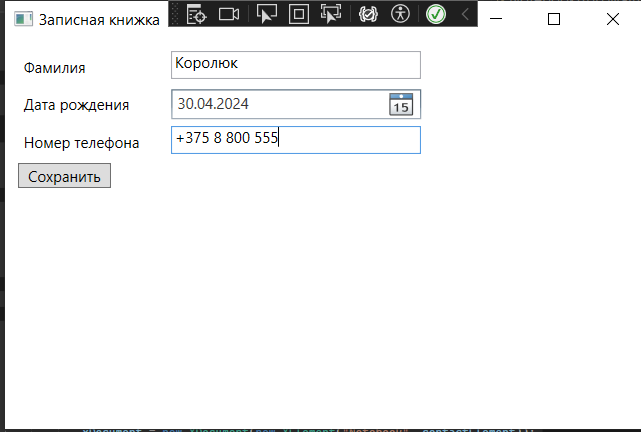 Записная книжка
Фамилия
Королюк
Дата рождения
30.04.2024
15
Номер телефона
+375 8 800 555
Сохранить